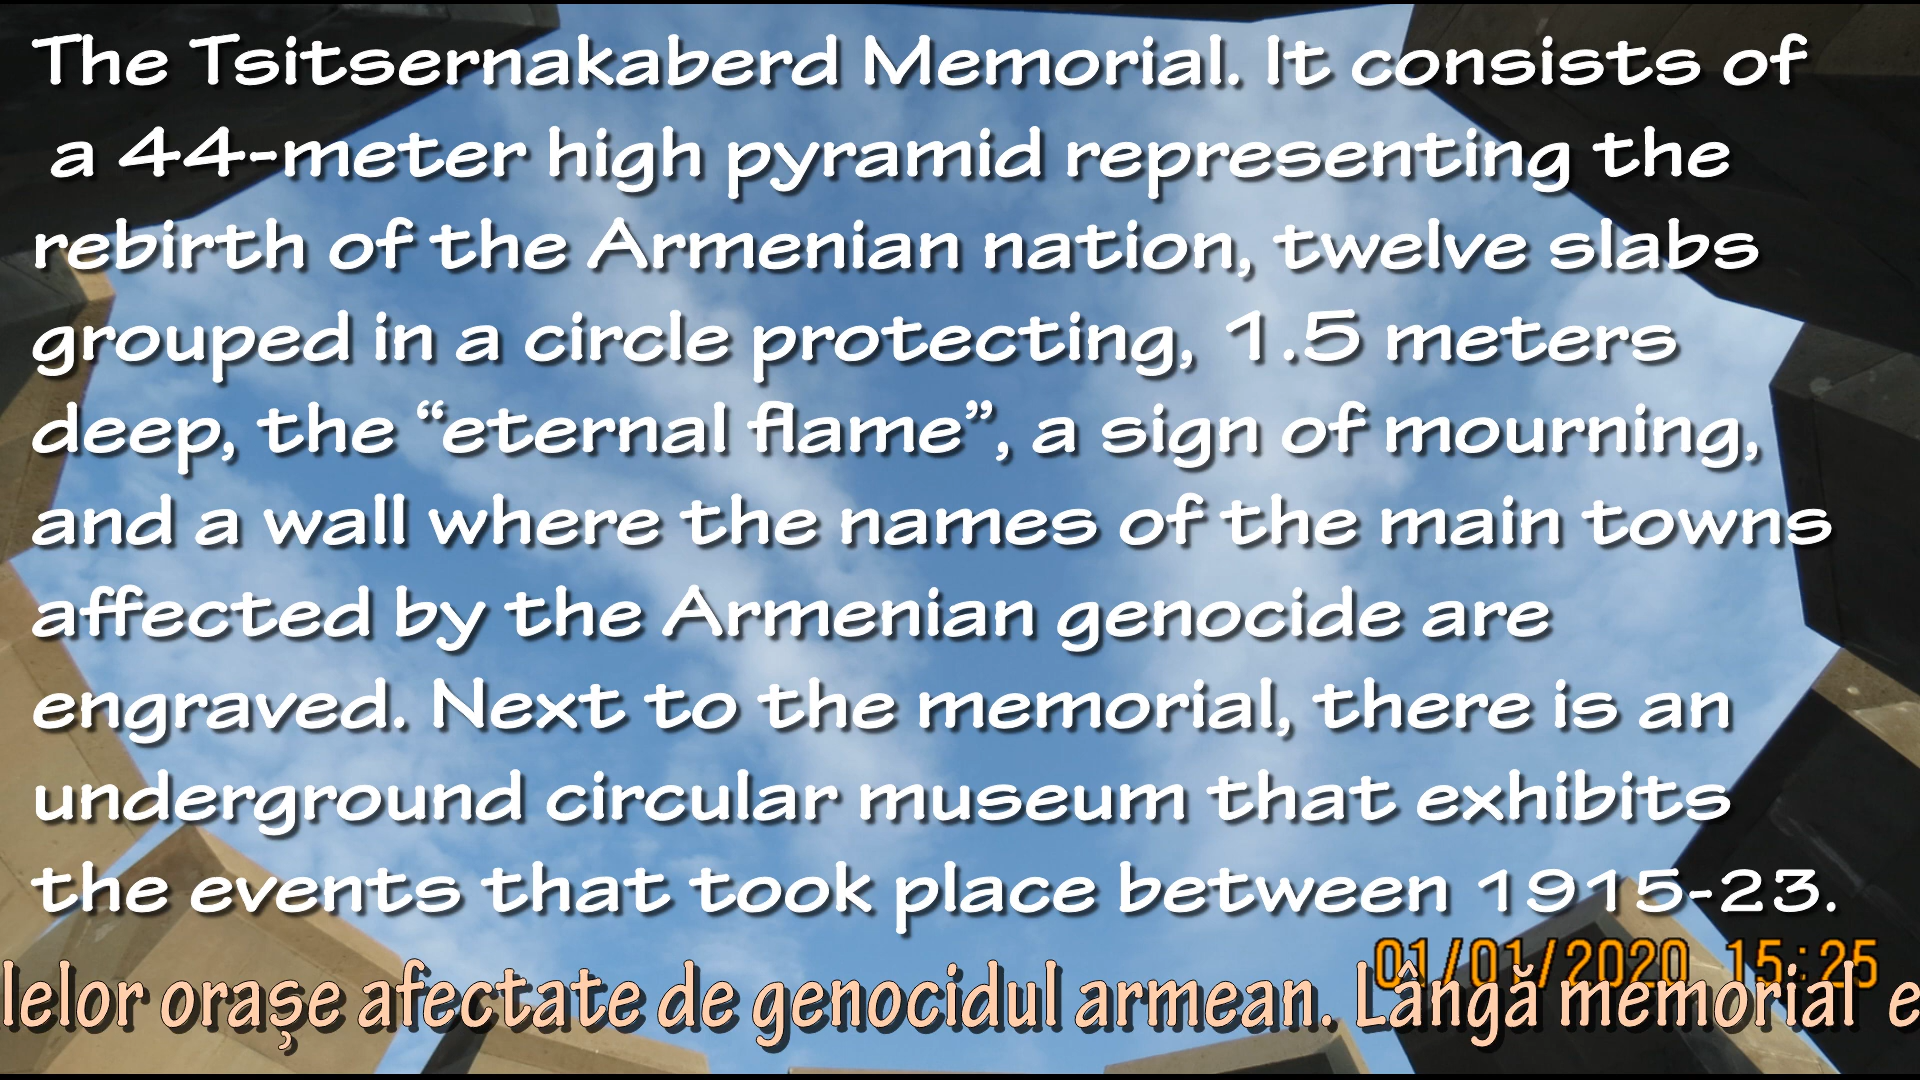 The Tsitsernakaberd Memorial. It consists of
a 44-meter high pyramid representing the
rebirth of the Armenian nation, twelve slabs
grouped in a circle protecting, 1.5 meters
deep, the “eternal flame”, a sign of mourning,
and a wall where the names of the main towns
affected by the Armenian genocide are
engraved. Next to the memorial, there is an
underground circular museum that exhibits
the events that took place between 1915-23.
01/01/2020 15:25
orașe afectate de genocidul armean. Lângă memorial